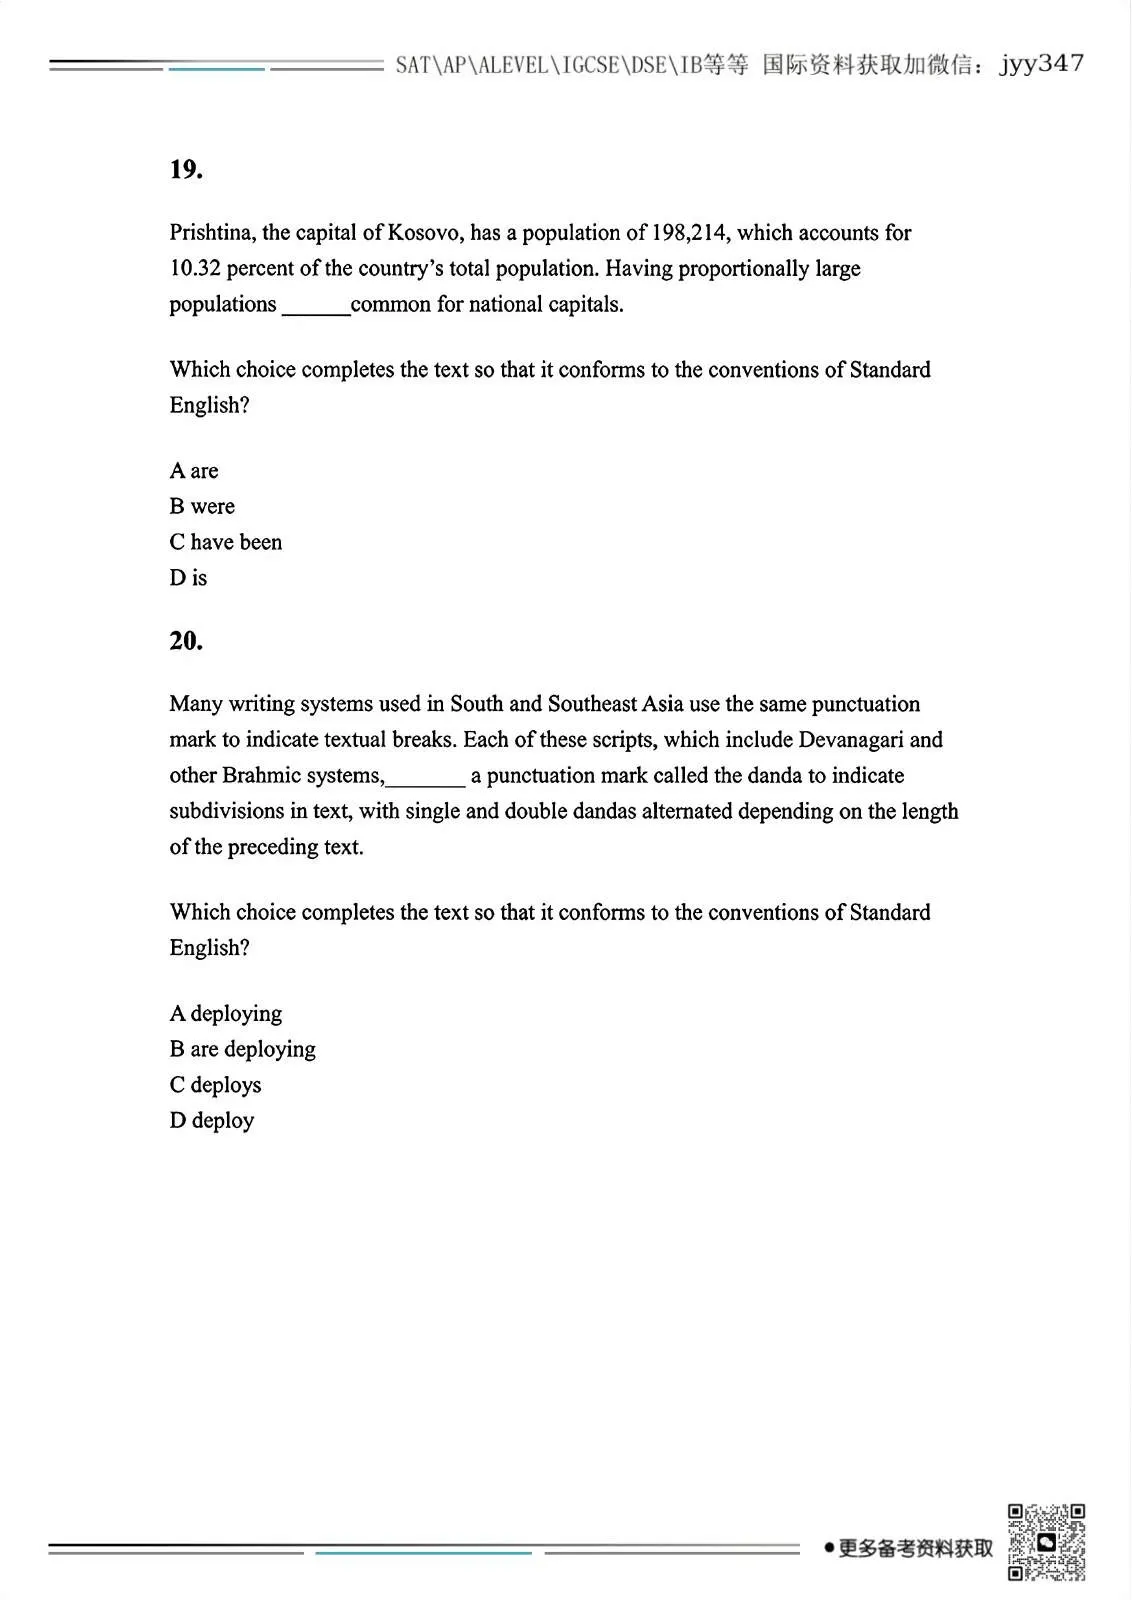 SAT\AP\ALEVEL\IGCSE\DSE\IB等等 国际资料获取加微信：jyy347
19.
Prishtina, the capital of Kosovo, has a population of 198,214, which accounts for
10.32 percent of the country's total population. Having proportionally large
populations ______common for national capitals.
Which choice completes the text so that it conforms to the conventions of Standard
English?
A are
B were
C have been
D is
20.
Many writing systems used in South and Southeast Asia use the same punctuation
mark to indicate textual breaks. Each of these scripts, which include Devanagari and
other Brahmic systems,_______ a punctuation mark called the danda to indicate
subdivisions in text, with single and double dandas alternated depending on the length
of the preceding text.
Which choice completes the text so that it conforms to the conventions of Standard
English?
A deploying
B are deploying
C deploys
D deploy
●更多备考资料获取